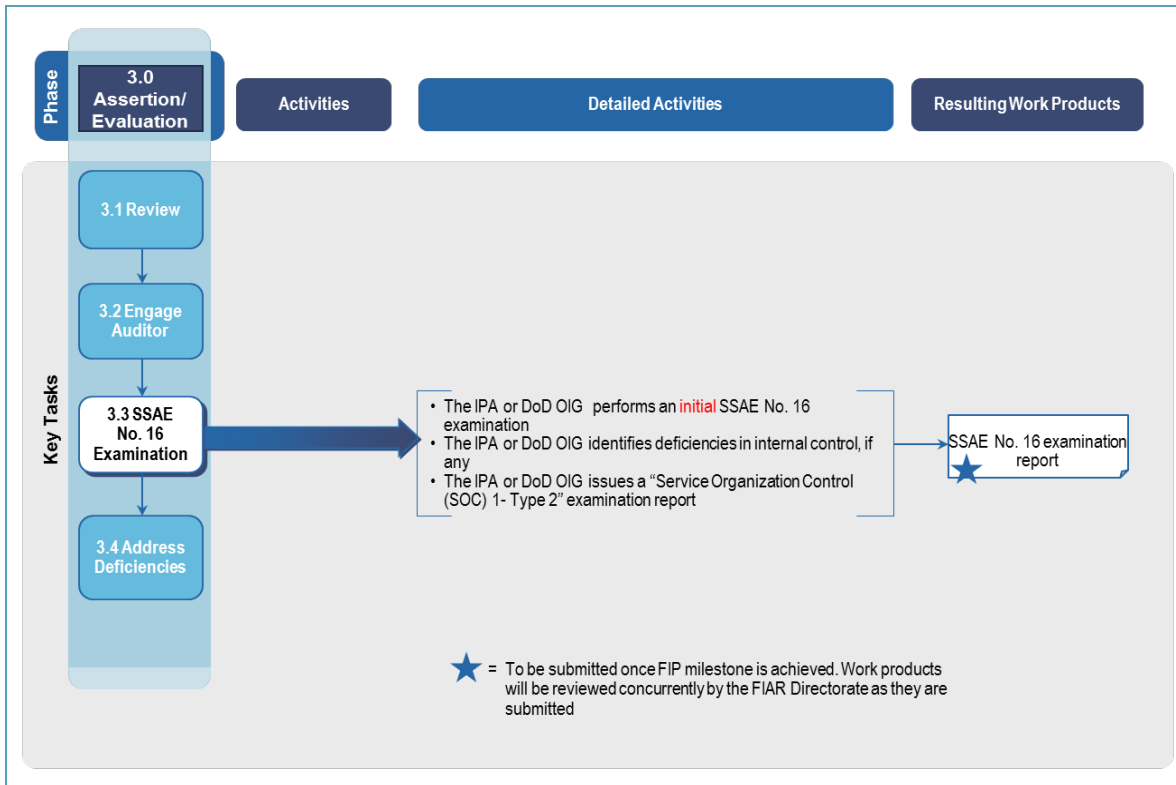 Phase
3.0
Assertion/
Evaluation
Activities
Detailed Activities
Resulting Work Products
Key Tasks
3.1 Review
3.2 Engage
Auditor
3.3 SSAE
No. 16
Examination
3.4 Address
Deficiencies
• The IPA or DoD OIG performs an initial SSAE No. 16
examination
• The IPA or DoD OIG identifies deficiencies in internal control, if
any
• The IPA or DoD OIG issues a “Service Organization Control
(SOC) 1- Type 2” examination report
SSAE No. 16 examination
report
= To be submitted once FIP milestone is achieved. Work products
will be reviewed concurrently by the FIAR Directorate as they are
submitted